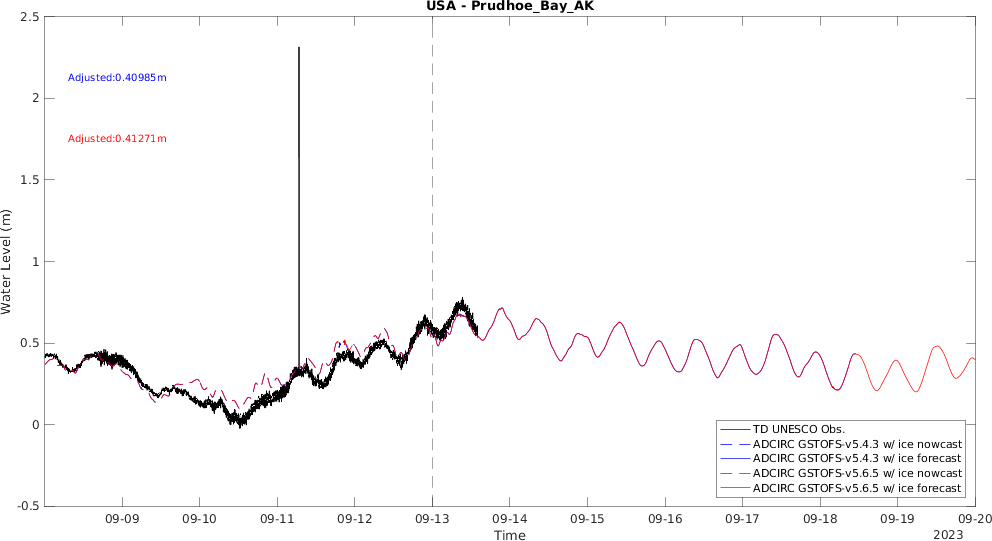 USA - Prudhoe_Bay_AK
2.5
2
1.5
1
0.5
0
-0.5
Water Level (m)
Adjusted:0.40985m
Adjusted:0.41271m
TD UNESCO Obs.
ADCIRC GSTOFS-v5.4.3 w/ ice nowcast
ADCIRC GSTOFS-v5.4.3 w/ ice forecast
ADCIRC GSTOFS-v5.6.5 w/ ice nowcast
ADCIRC GSTOFS-v5.6.5 w/ ice forecast
09-09 09-10 09-11 09-12 09-13 09-14 09-15 09-16 09-17 09-18 09-19 09-20
Time
2023